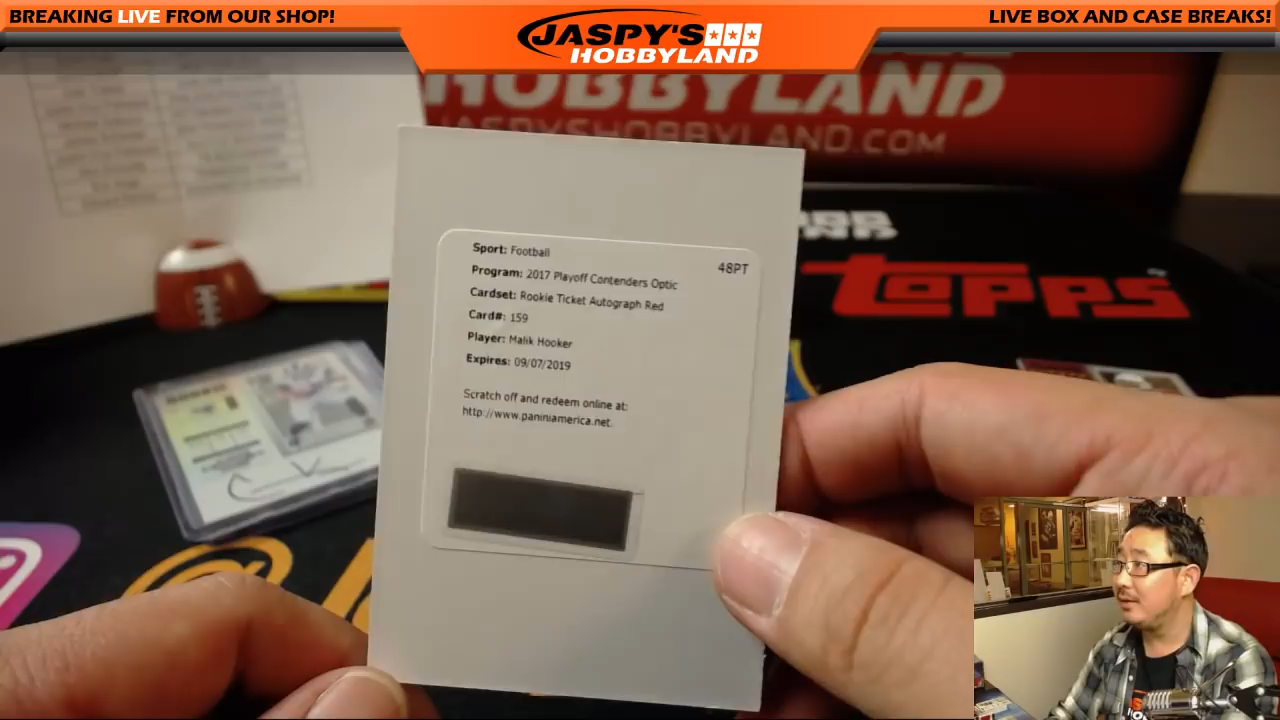 BREAKING LIVE FROM OUR SHOP!
JASPY'S
HOBBYLAND
LIVE BOX AND CASE BREAKS!
HOBBYLAND
JASPYSHOBBYLAND.COM
topps
Sport: Football
48PT
Program: 2017 Playoff Contenders Optic
Cardset: Rookie Ticket Autograph Red
Card#: 159
Player: Malik Hooker
Expires: 09/07/2019
Scratch off and redeem online at:
http://www.paniniamerica.net.